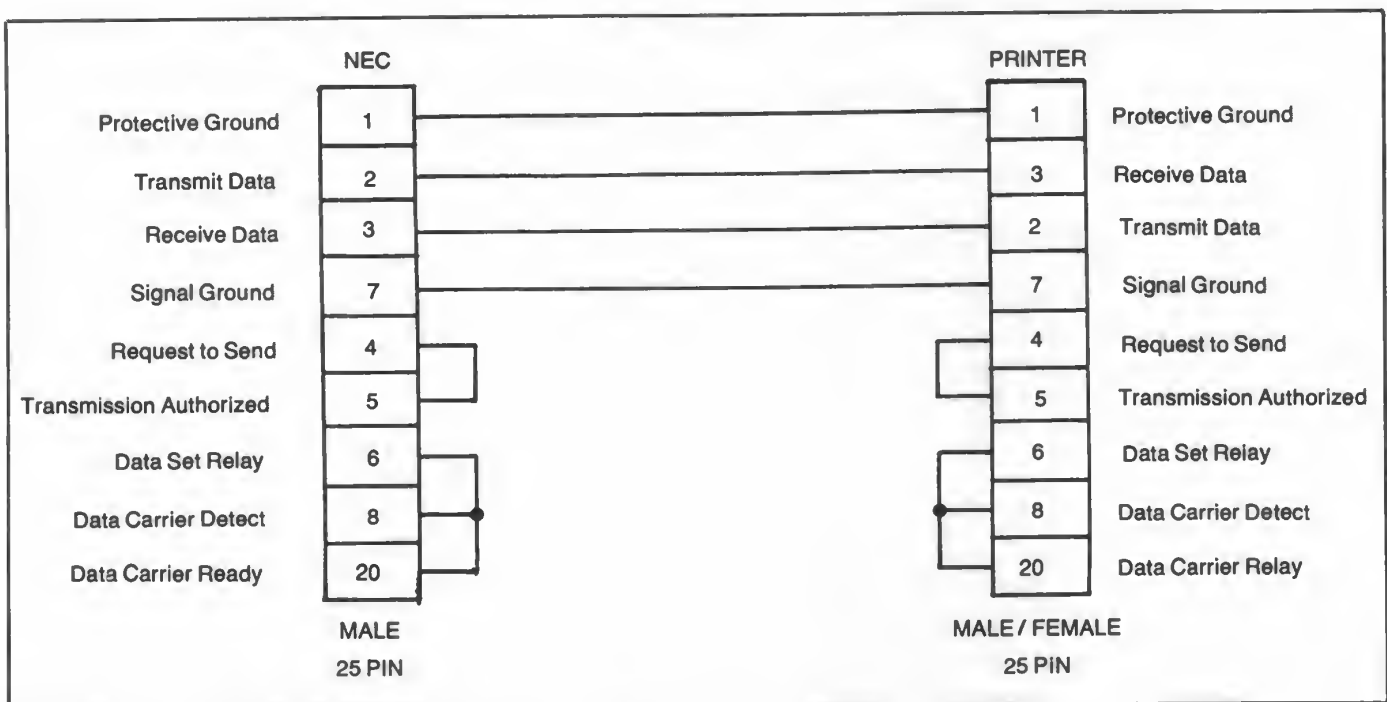 NEC
PRINTER
Protective Ground
1
1
Protective Ground
Transmit Data
2
3
Receive Data
Receive Data
3
2
Transmit Data
Signal Ground
7
7
Signal Ground
Request to Send
4
4
Request to Send
Transmission Authorized
5
5
Transmission Authorized
Data Set Relay
6
6
Data Set Relay
Data Carrier Detect
8
8
Data Carrier Detect
Data Carrier Ready
20
20
Data Carrier Relay
MALE
MALE / FEMALE
25 PIN
25 PIN